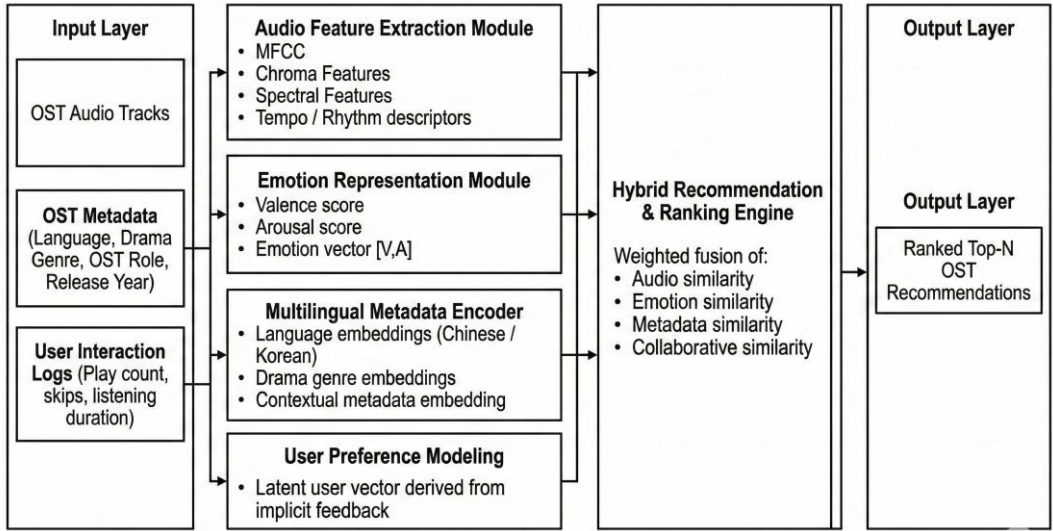 Input Layer
OST Audio Tracks
OST Metadata
(Language, Drama
Genre, OST Role,
Release Year)
User Interaction
Logs (Play count,
skips, listening
duration)
Audio Feature Extraction Module
• MFCC
• Chroma Features
• Spectral Features
• Tempo / Rhythm descriptors
Emotion Representation Module
• Valence score
• Arousal score
• Emotion vector [V,A]
Multilingual Metadata Encoder
• Language embeddings (Chinese /
Korean)
• Drama genre embeddings
• Contextual metadata embedding
User Preference Modeling
• Latent user vector derived from
implicit feedback
Hybrid Recommendation
& Ranking Engine
Weighted fusion of:
• Audio similarity
• Emotion similarity
• Metadata similarity
• Collaborative similarity
Output Layer
Output Layer
Ranked Top-N
OST
Recommendations